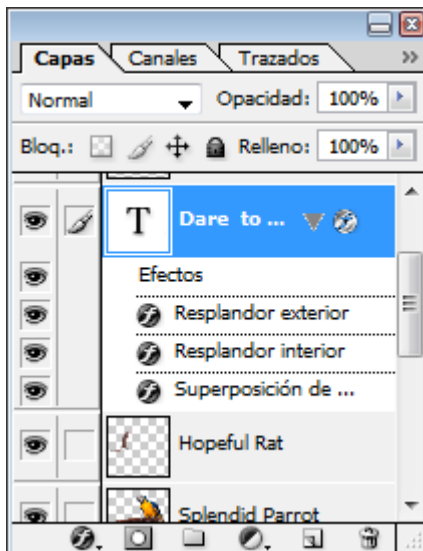 Capas Canales Trazados
Normal Opacidad: 100%
Bloq.: Relleno: 100%
T Dare to ...
Efectos
Resplandor exterior
Resplandor interior
Superposición de ...
Hopeful Rat
Splendid Parrot